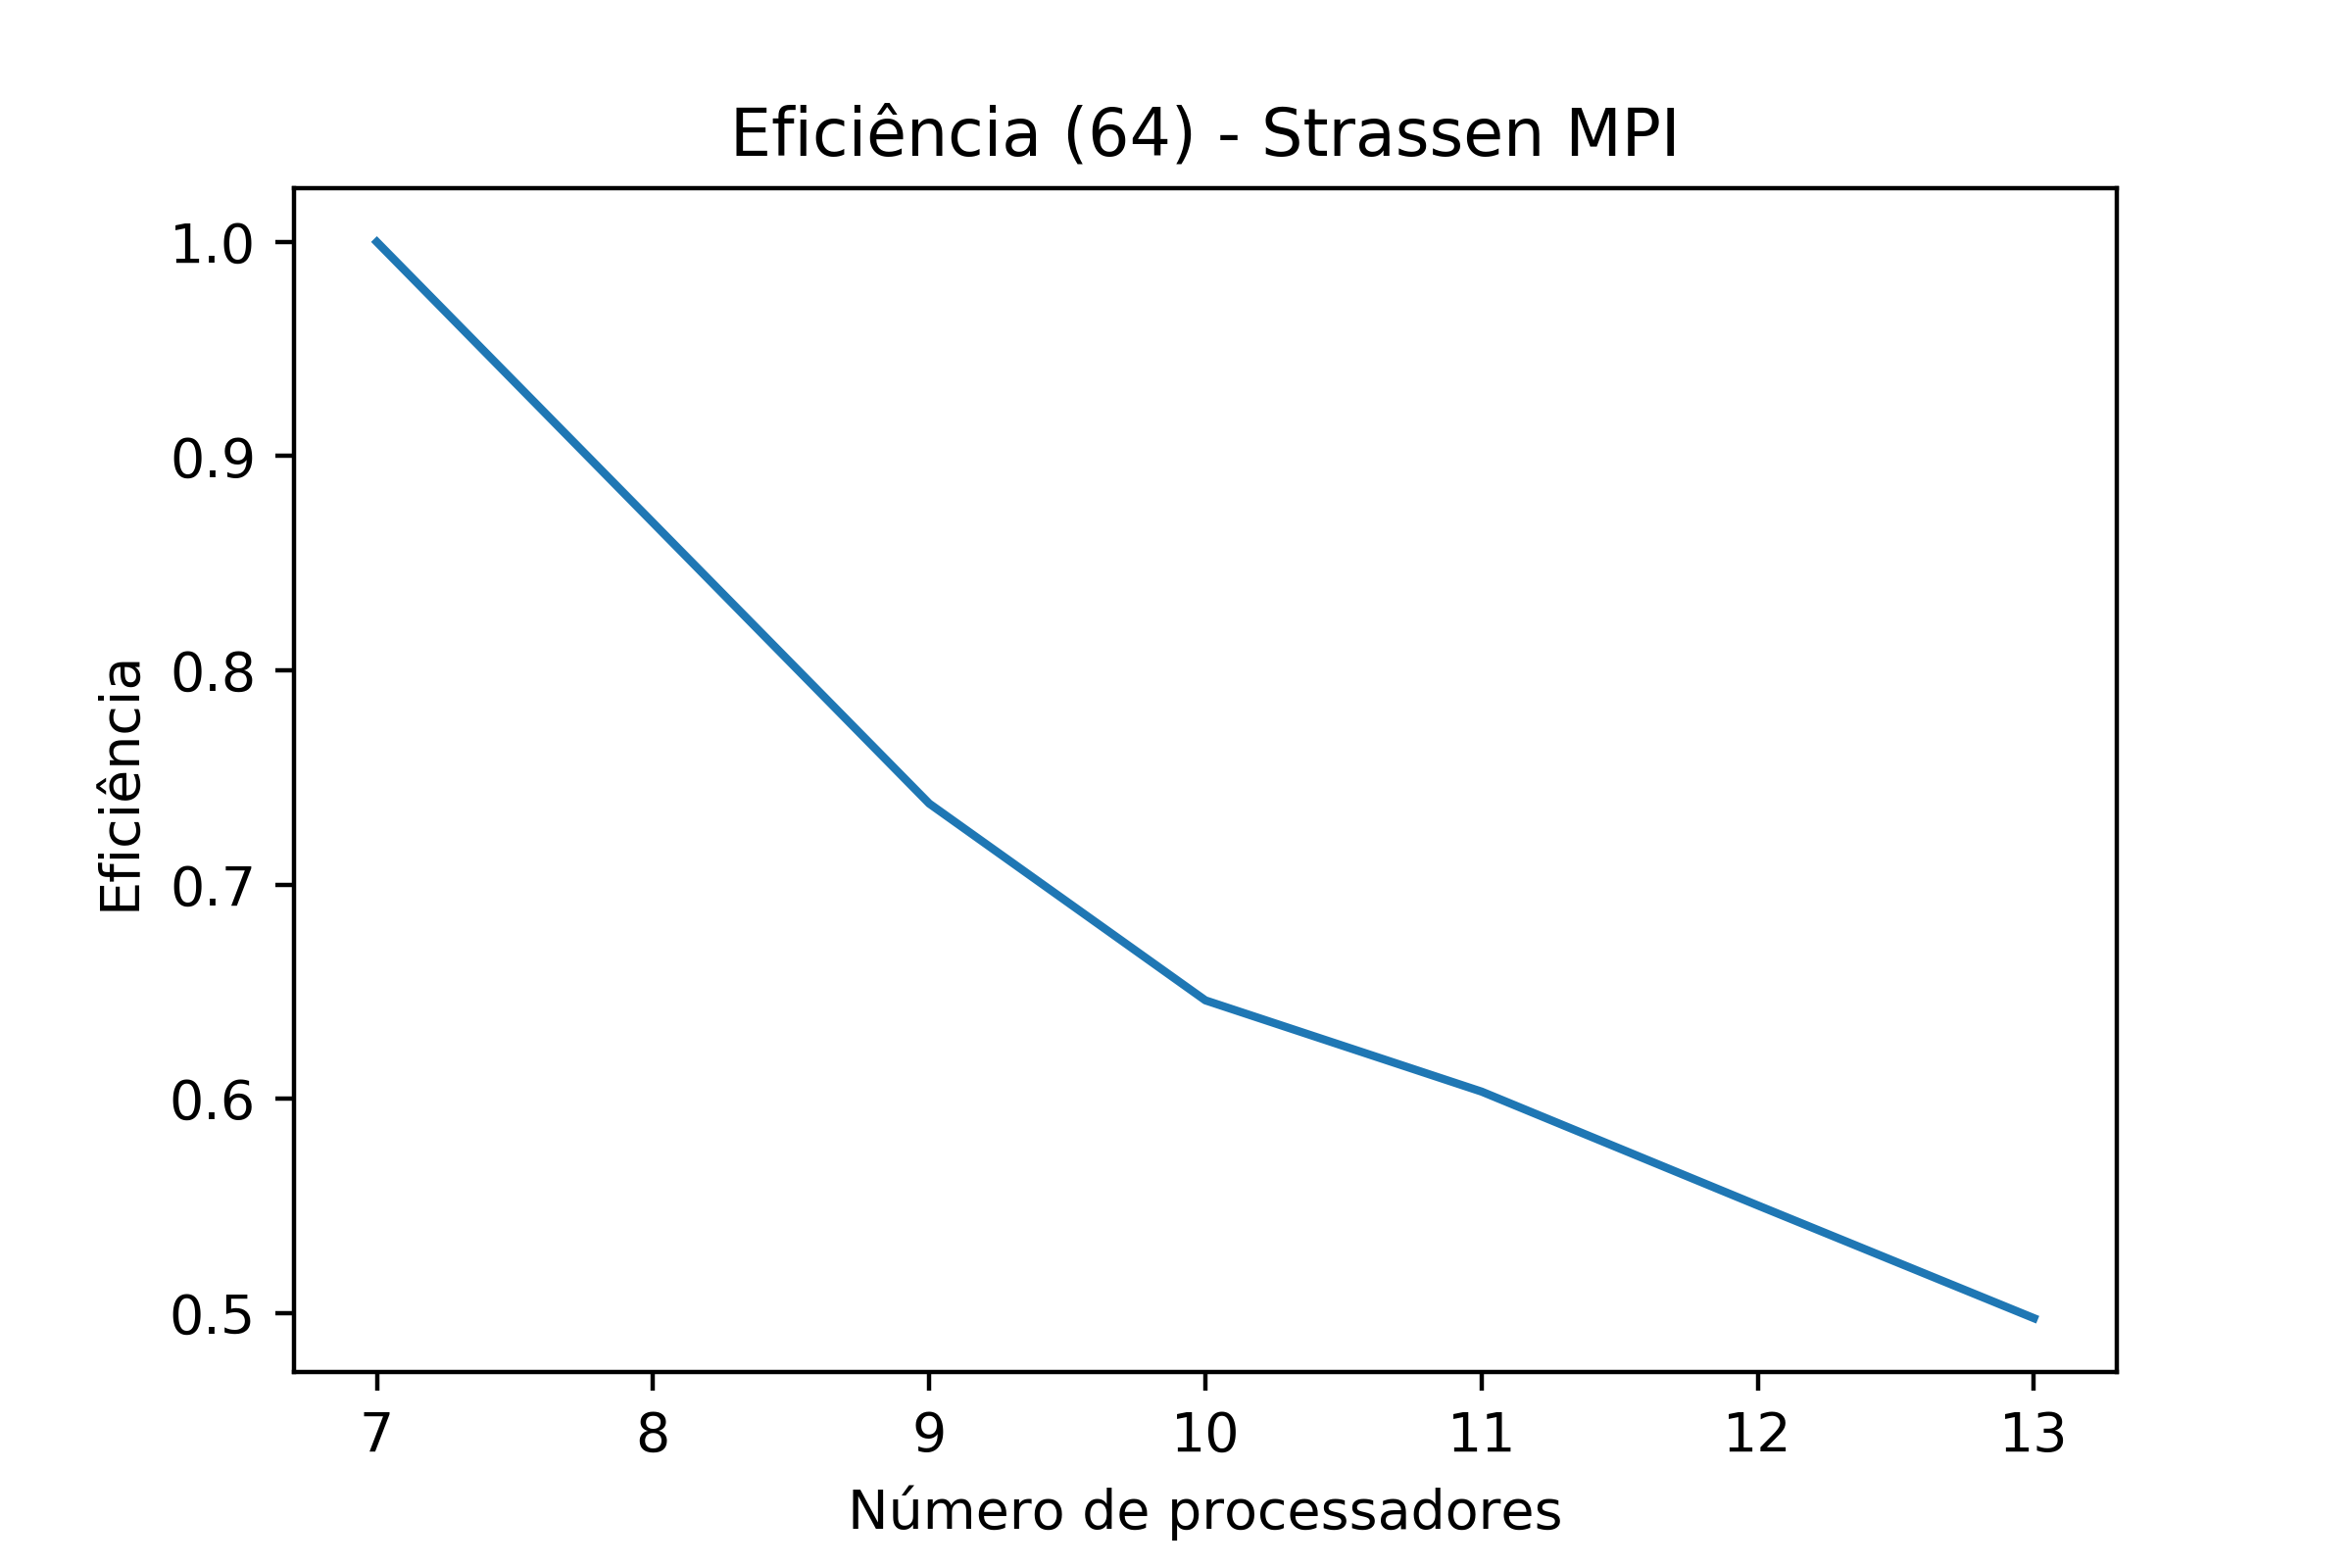 Eficiência (64) - Strassen MPI
1.0
0.9
0.8
0.7
0.6
0.5
Eficiência
7 8 9 10 11 12 13
Número de processadores